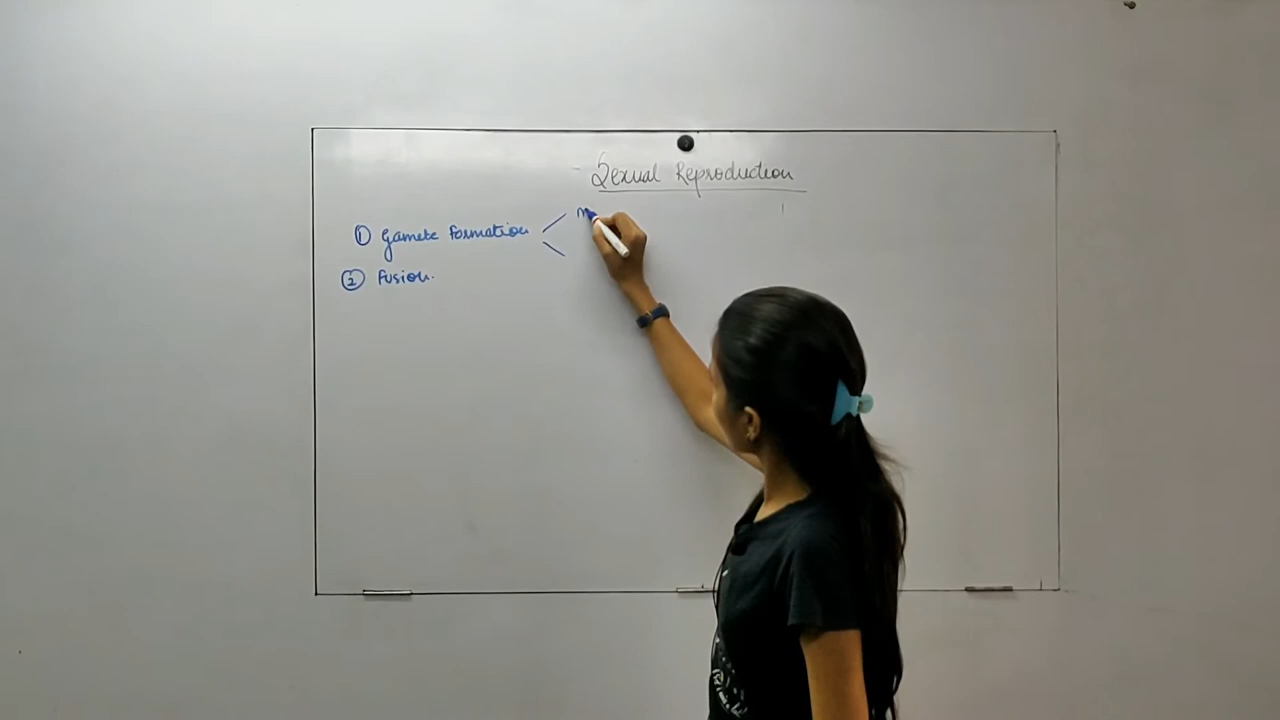 Sexual Reproduction
① Gamete Formation
② Fusion.